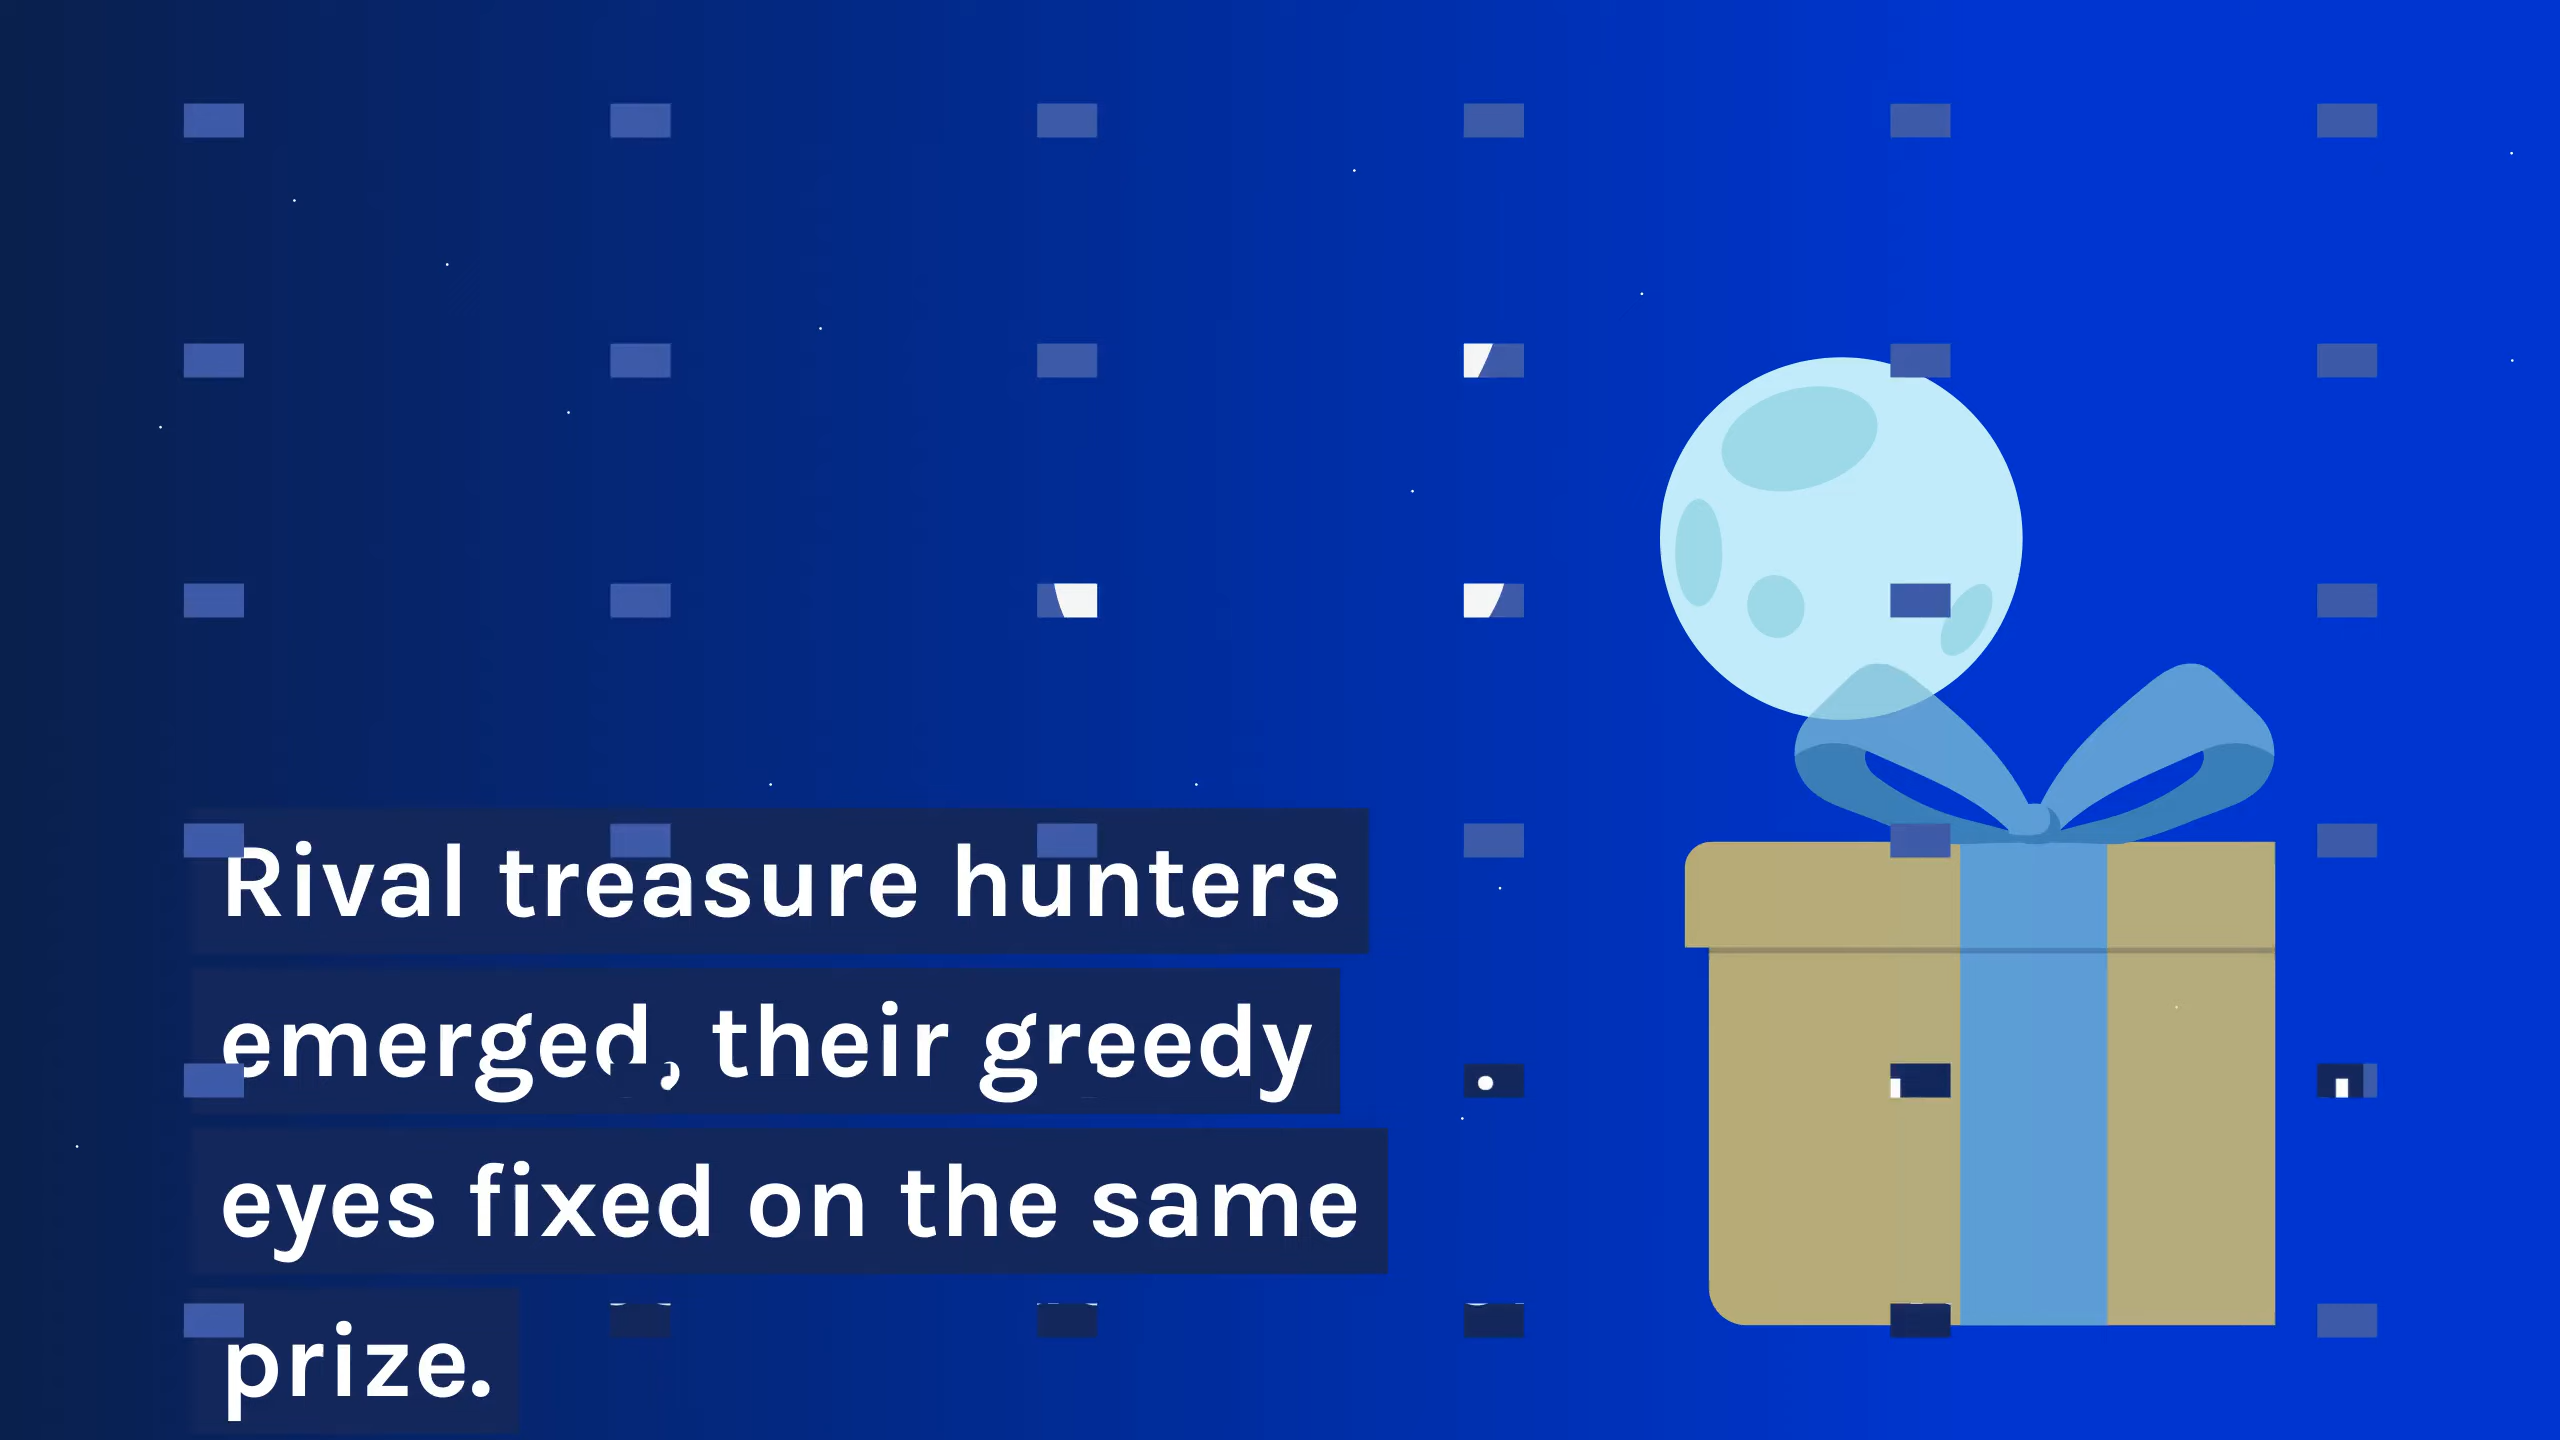 Rival treasure hunters
emerged, their greedy
eyes fixed on the same
prize.